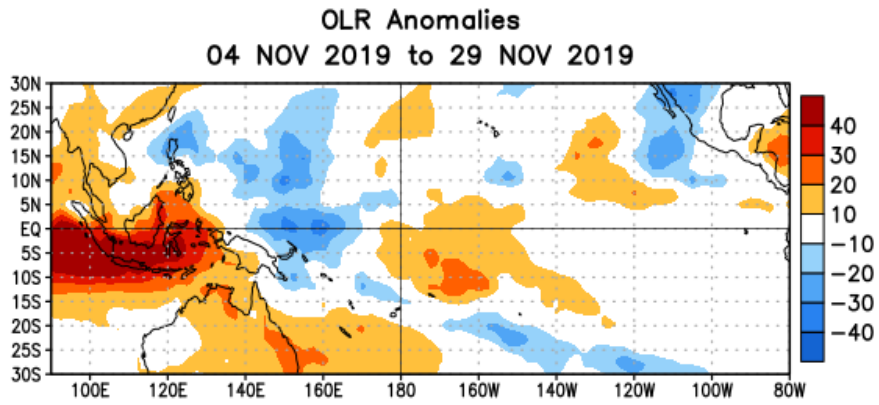 OLR Anomalies
04 NOV 2019 to 29 NOV 2019
30N
25N
20N
15N
10N
5N
EQ
5S
10S
15S
20S
25S
30S
100E 120E 140E 160E 180 160W 140W 120W 100W 80W
40
30
20
10
-10
-20
-30
-40